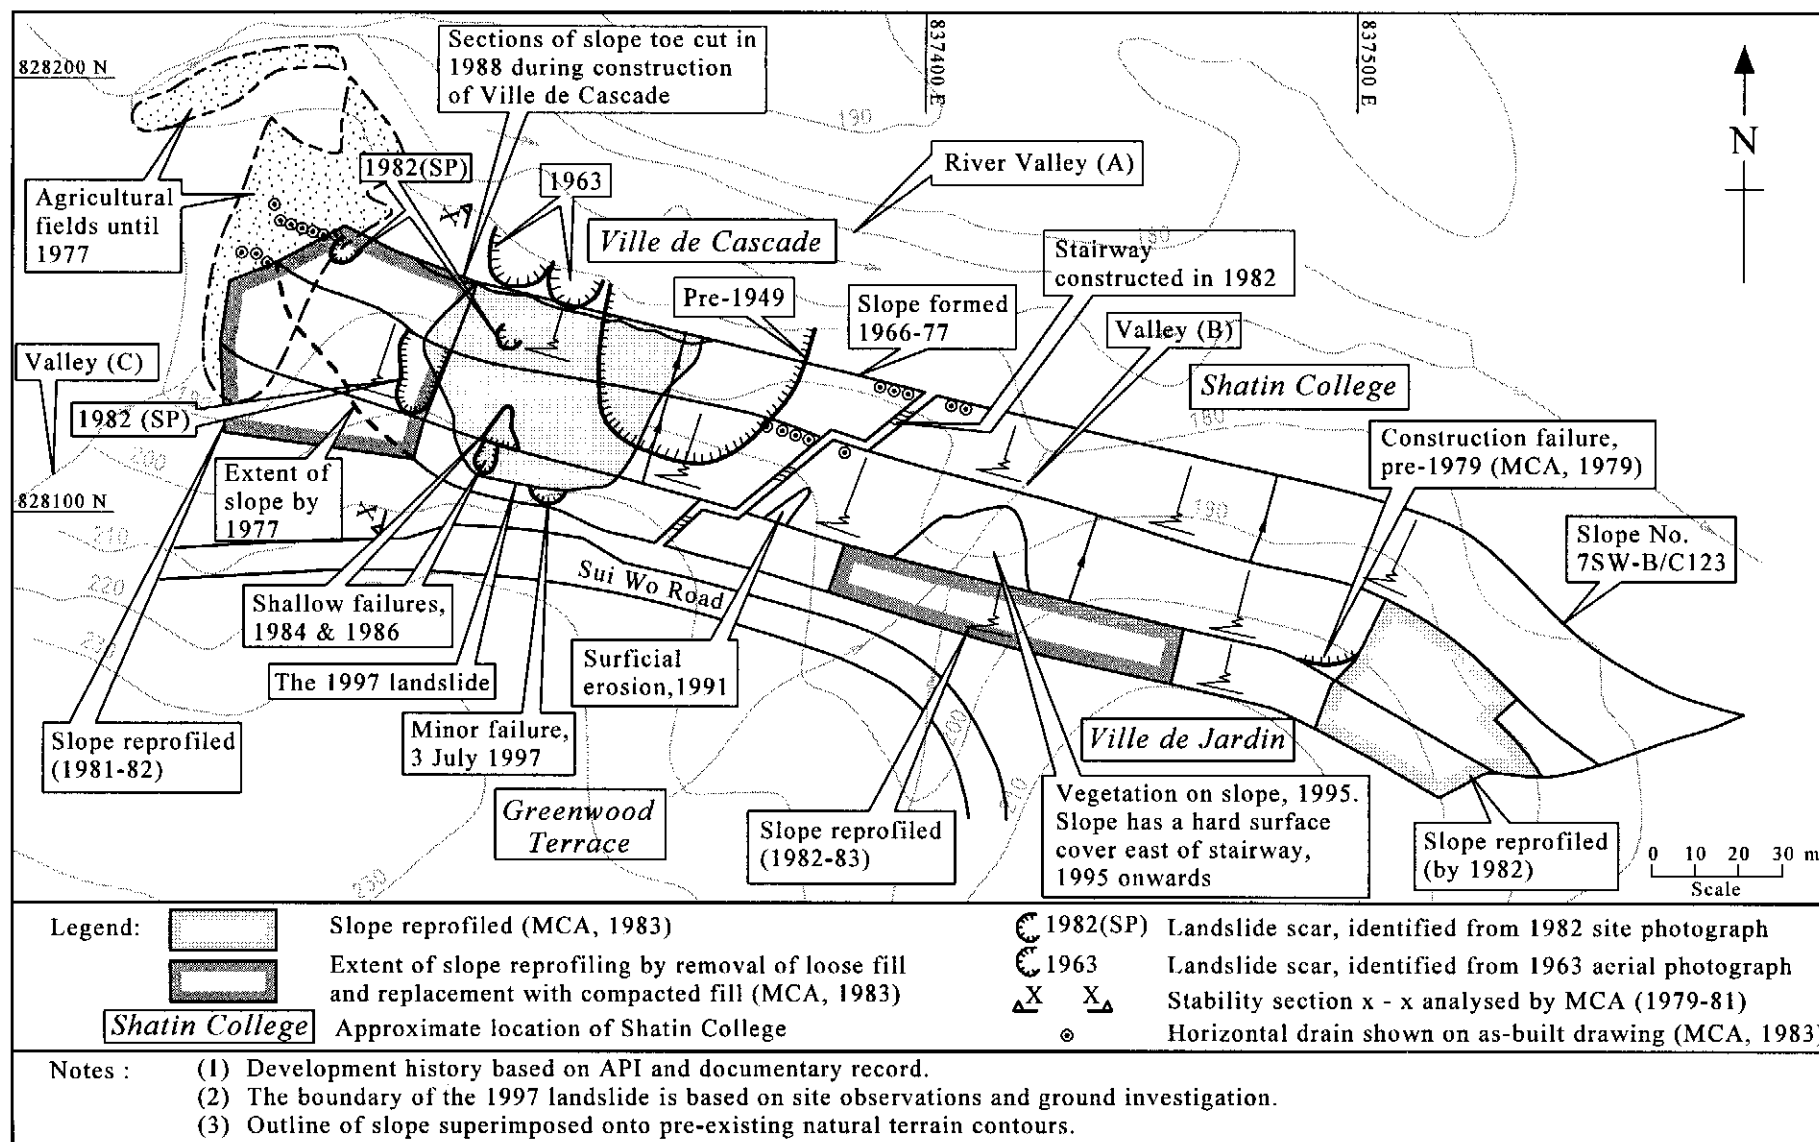 Sections of slope toe cut in
1988 during construction
of Ville de Cascade
828200 N
837400 E
837500 E
190
N
1982(SP)
1963
River Valley (A)
Agricultural
fields until
1977
X
Ville de Cascade
180
Stairway
constructed in 1982
Pre-1949
Slope formed
1966-77
Valley (B)
Valley (C)
Shatin College
1982 (SP)
180
Construction failure,
pre-1979 (MCA, 1979)
200
Extent of
slope by
1977
828100 N
X
190
210
Slope No.
7SW-B/C123
Sui Wo Road
220
Shallow failures,
1984 & 1986
Surficial
erosion,1991
The 1997 landslide
Minor failure,
3 July 1997
Slope reprofiled
(1981-82)
Ville de Jardin
200
210
Greenwood
Terrace
Slope reprofiled
(1982-83)
Vegetation on slope, 1995.
Slope has a hard surface
cover east of stairway,
1995 onwards
Slope reprofiled
(by 1982)
230
0 10 20 30 m
Scale
Legend:
Slope reprofiled (MCA, 1983)
Extent of slope reprofiling by removal of loose fill
and replacement with compacted fill (MCA, 1983)
Shatin College Approximate location of Shatin College
1982(SP) Landslide scar, identified from 1982 site photograph
1963 Landslide scar, identified from 1963 aerial photograph
X X Stability section x - x analysed by MCA (1979-81)
Horizontal drain shown on as-built drawing (MCA, 1983)
Notes :
(1) Development history based on API and documentary record.
(2) The boundary of the 1997 landslide is based on site observations and ground investigation.
(3) Outline of slope superimposed onto pre-existing natural terrain contours.